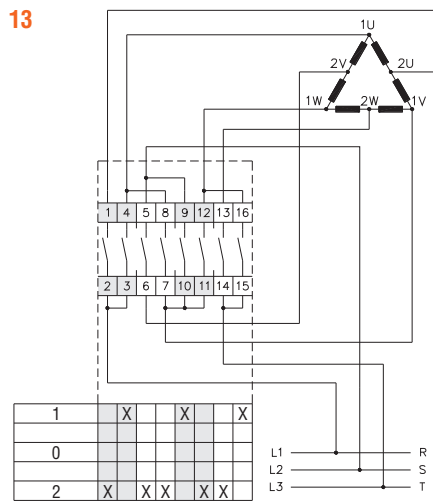 13
1U
2V 2U
1W 2W 1V
1 4 5 8 9 12 13 16
2 3 6 7 10 11 14 15
1 X X X
0
2 X X X X X X
L1 R
L2 S
L3 T